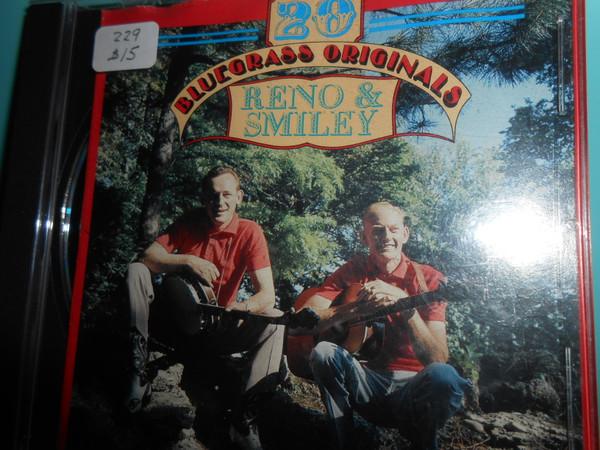 229
$15
20
BLUEGRASS ORIGINALS
RENO &
SMILEY